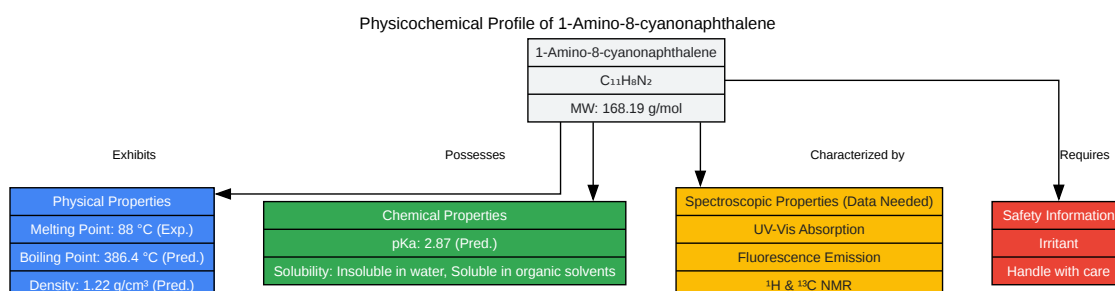 Physicochemical Profile of 1-Amino-8-cyanonaphthalene
1-Amino-8-cyanonaphthalene
C₁₁H₈N₂
MW: 168.19 g/mol
Exhibits
Possesses
Characterized by
Requires
Physical Properties
Melting Point: 88 °C (Exp.)
Boiling Point: 386.4 °C (Pred.)
Density: 1.22 g/cm³ (Pred.)
Chemical Properties
pKa: 2.87 (Pred.)
Solubility: Insoluble in water, Soluble in organic solvents
Spectroscopic Properties (Data Needed)
UV-Vis Absorption
Fluorescence Emission
¹H & ¹³C NMR
Safety Information
Irritant
Handle with care